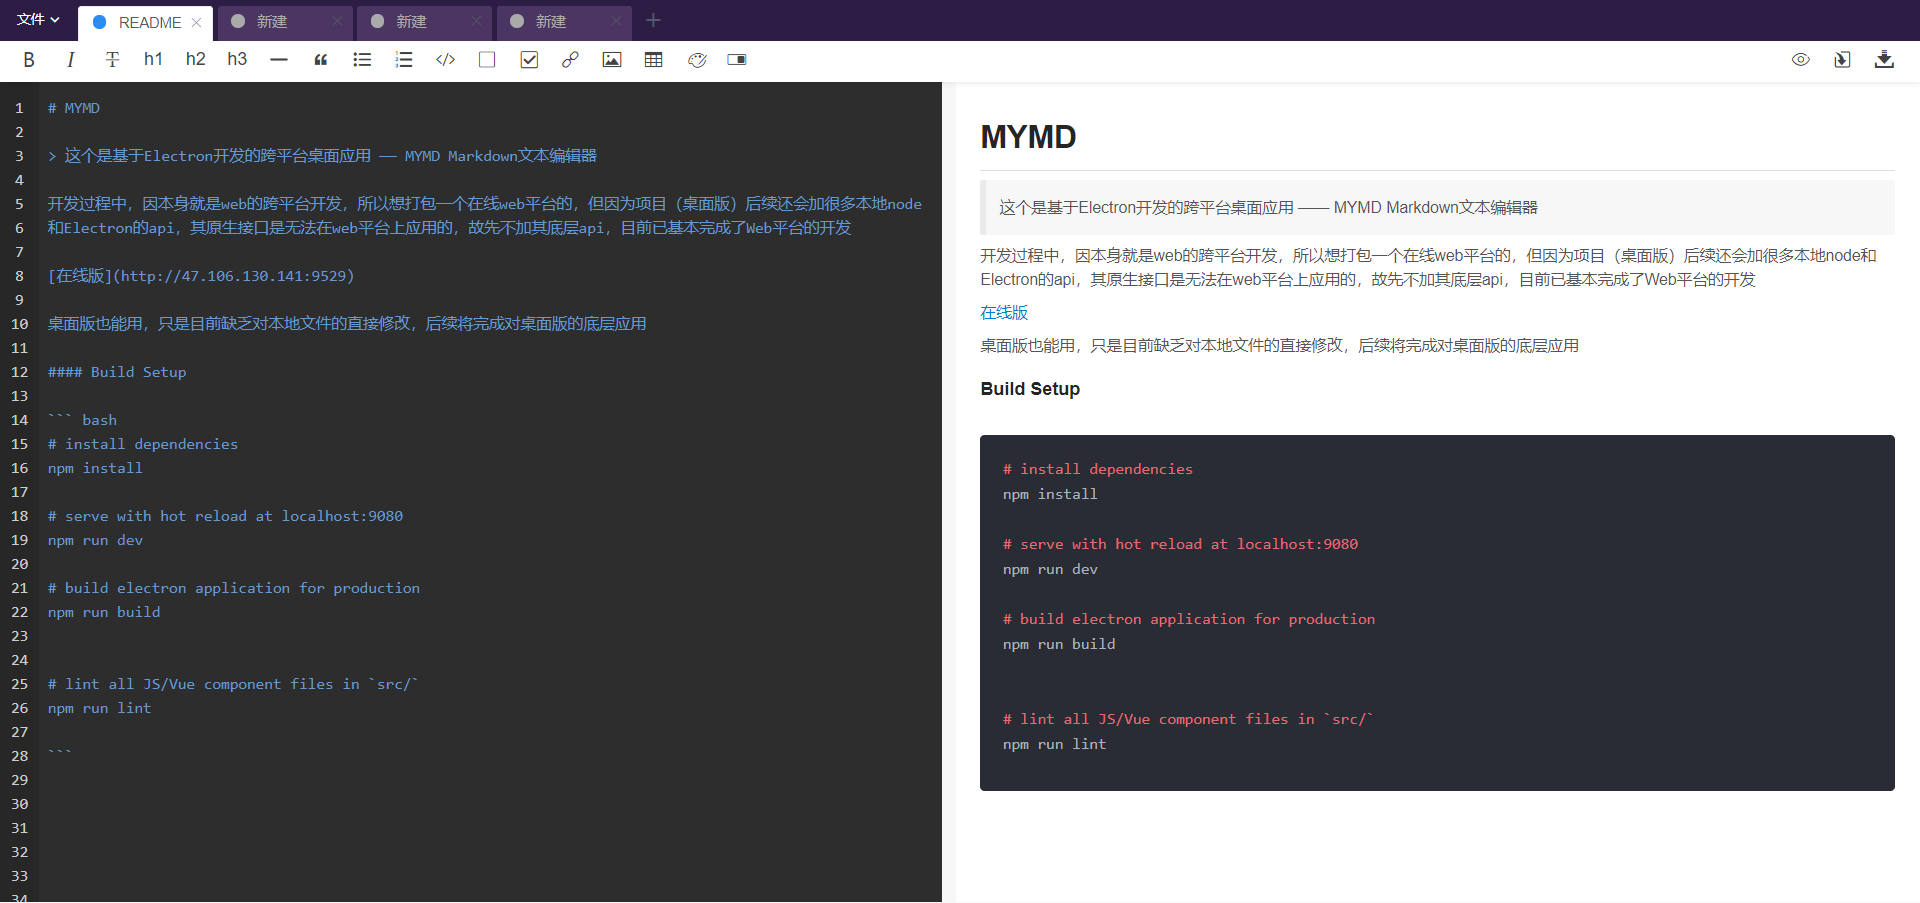 文件
README
新建
新建
新建
B I T h1 h2 h3
1 # MYMD
2
3 > 这个是基于Electron开发的跨平台桌面应用 —— MYMD Markdown文本编辑器
4
5 开发过程中，因本身就是web的跨平台开发，所以想打包一个在线web平台的，但因为项目（桌面版）后续还会加很多本地node
6 和Electron的api，其原生接口是无法在web平台上应用的，故先不加其底层api，目前已基本完成了Web平台的开发
7
8 [在线版](http://47.106.130.141:9529)
9
10 桌面版也能用，只是目前缺乏对本地文件的直接修改，后续将完成对桌面版的底层应用
11
12 #### Build Setup
13
14 ``` bash
15 # install dependencies
16 npm install
17
18 # serve with hot reload at localhost:9080
19 npm run dev
20
21 # build electron application for production
22 npm run build
23
24
25 # lint all JS/Vue component files in `src/`
26 npm run lint
27
28 ```
29
30
31
32
33
34
MYMD
这个是基于Electron开发的跨平台桌面应用 —— MYMD Markdown文本编辑器
开发过程中，因本身就是web的跨平台开发，所以想打包一个在线web平台的，但因为项目（桌面版）后续还会加很多本地node和
Electron的api，其原生接口是无法在web平台上应用的，故先不加其底层api，目前已基本完成了Web平台的开发
在线版
桌面版也能用，只是目前缺乏对本地文件的直接修改，后续将完成对桌面版的底层应用
Build Setup
# install dependencies
npm install
# serve with hot reload at localhost:9080
npm run dev
# build electron application for production
npm run build
# lint all JS/Vue component files in `src/`
npm run lint